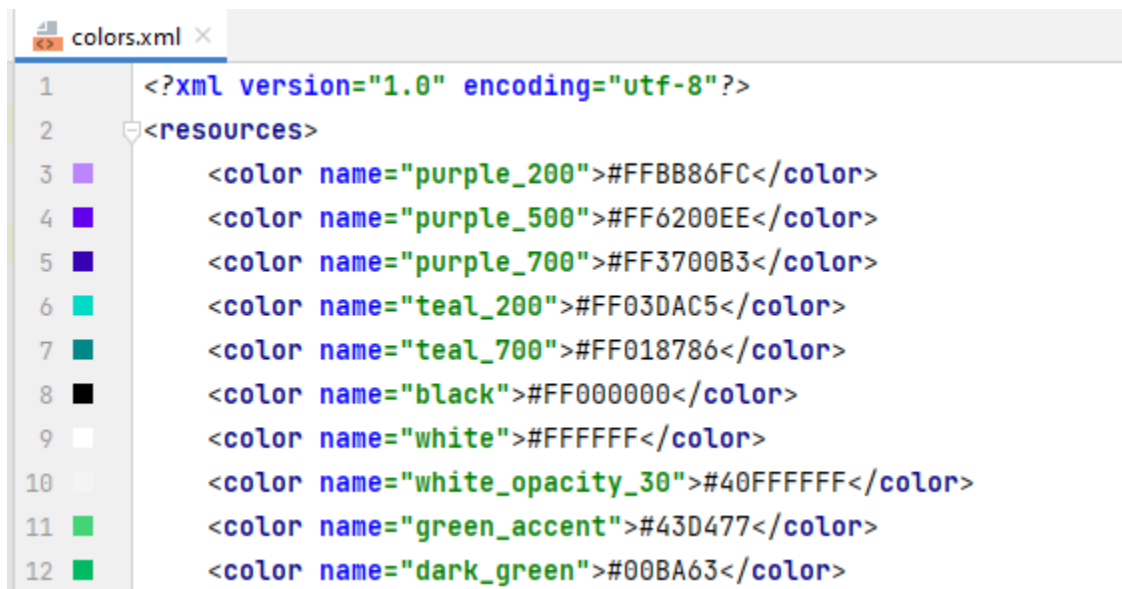 colors.xml
1 <?xml version="1.0" encoding="utf-8"?>
2 <resources>
3 <color name="purple_200">#FFBB86FC</color>
4 <color name="purple_500">#FF6200EE</color>
5 <color name="purple_700">#FF3700B3</color>
6 <color name="teal_200">#FF03DAC5</color>
7 <color name="teal_700">#FF018786</color>
8 <color name="black">#FF000000</color>
9 <color name="white">#FFFFFF</color>
10 <color name="white_opacity_30">#40FFFFFF</color>
11 <color name="green_accent">#43D477</color>
12 <color name="dark_green">#00BA63</color>